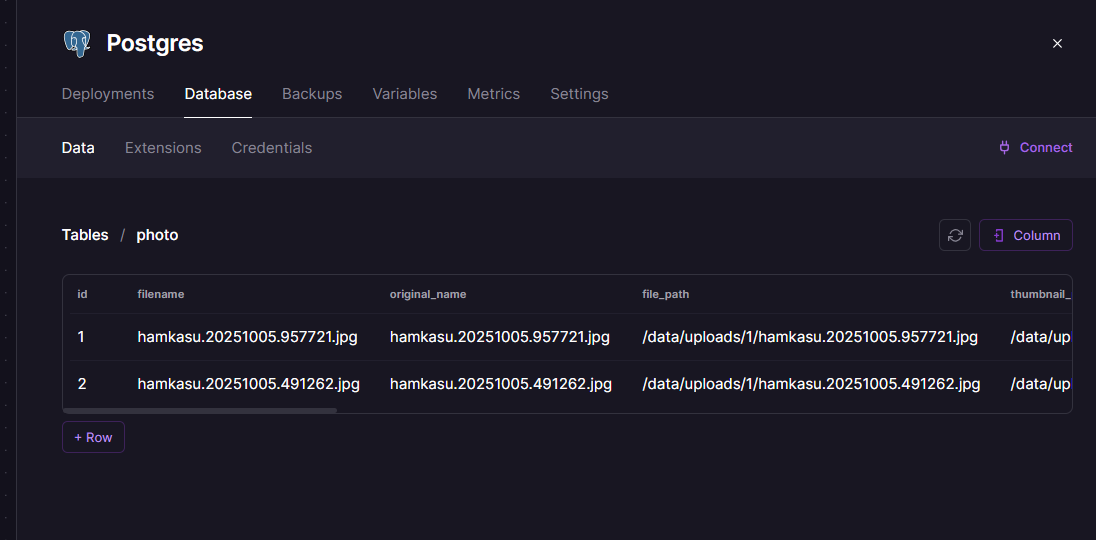 Postgres
Deployments Database Backups Variables Metrics Settings
Data Extensions Credentials Connect
Tables / photo Column
id filename original_name file_path thumbnail_
1 hamkasu.20251005.957721.jpg hamkasu.20251005.957721.jpg /data/uploads/1/hamkasu.20251005.957721.jpg /data/up
2 hamkasu.20251005.491262.jpg hamkasu.20251005.491262.jpg /data/uploads/1/hamkasu.20251005.491262.jpg /data/up
+ Row